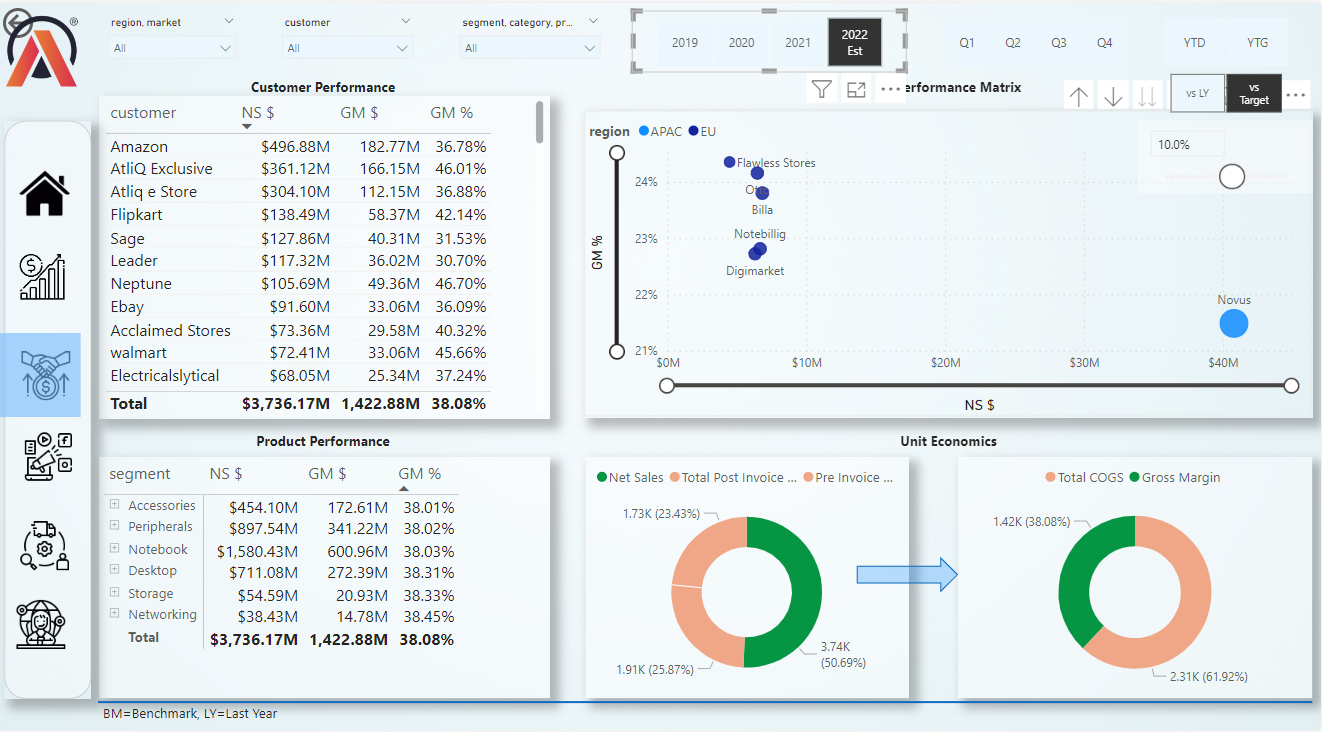 ®
region, market
All
customer
All
segment, category, pr...
All
2019
2020
2021
2022
Est
Q1
Q2
Q3
Q4
YTD
YTG
Customer Performance
erformance Matrix
vs LY
vs
Target
customer NS $ GM $ GM %
Amazon $496.88M 182.77M 36.78%
AtliQ Exclusive $361.12M 166.15M 46.01%
Atliq e Store $304.10M 112.15M 36.88%
Flipkart $138.49M 58.37M 42.14%
Sage $127.86M 40.31M 31.53%
Leader $117.32M 36.02M 30.70%
Neptune $105.69M 49.36M 46.70%
Ebay $91.60M 33.06M 36.09%
Acclaimed Stores $73.36M 29.58M 40.32%
walmart $72.41M 33.06M 45.66%
Electricalslytical $68.05M 25.34M 37.24%
Total $3,736.17M 1,422.88M 38.08%
region APAC EU
10.0%
GM %
24%
23%
22%
21%
Flawless Stores
Billa
Notebillig
Digimarket
Novus
$0M $10M $20M $30M $40M
NS $
Product Performance
segment NS $ GM $ GM %
Accessories $454.10M 172.61M 38.01%
Peripherals $897.54M 341.22M 38.02%
Notebook $1,580.43M 600.96M 38.03%
Desktop $711.08M 272.39M 38.31%
Storage $54.59M 20.93M 38.33%
Networking $38.43M 14.78M 38.45%
Total $3,736.17M 1,422.88M 38.08%
Unit Economics
Net Sales Total Post Invoice ... Pre Invoice ...
1.73K (23.43%)
3.74K
(50.69%)
1.91K (25.87%)
Total COGS Gross Margin
1.42K (38.08%)
2.31K (61.92%)
BM=Benchmark, LY=Last Year